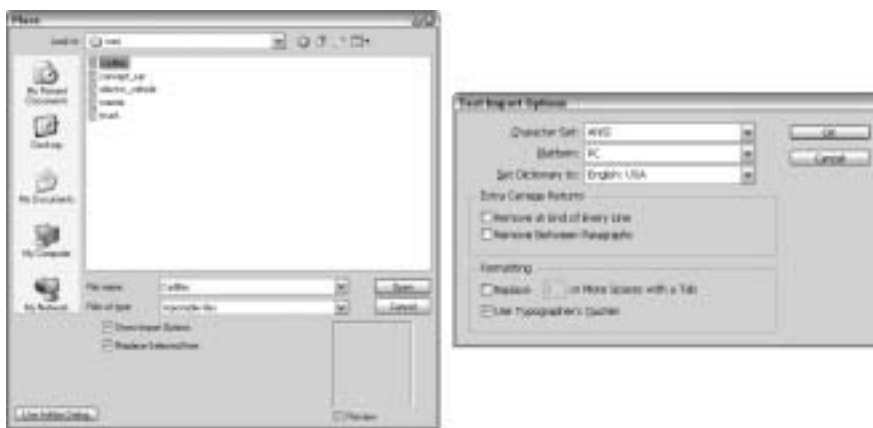 Place
Look in:
My Recent
Documents
Desktop
My Documents
My Computer
My Network
concept_car
electric_vehicle
truck
File name: Cadillac
Files of type:
Open
Cancel
Show Import Options
Replace Selected Item
Use Adobe Dialog
Preview
Text Import Options
Character Set: ANSI
Platform: PC
Set Dictionary to: English: USA
OK
Cancel
Extra Carriage Returns
Remove at End of Every Line
Remove Between Paragraphs
Formatting
Replace 3 or More Spaces with a Tab
Use Typographer's Quotes